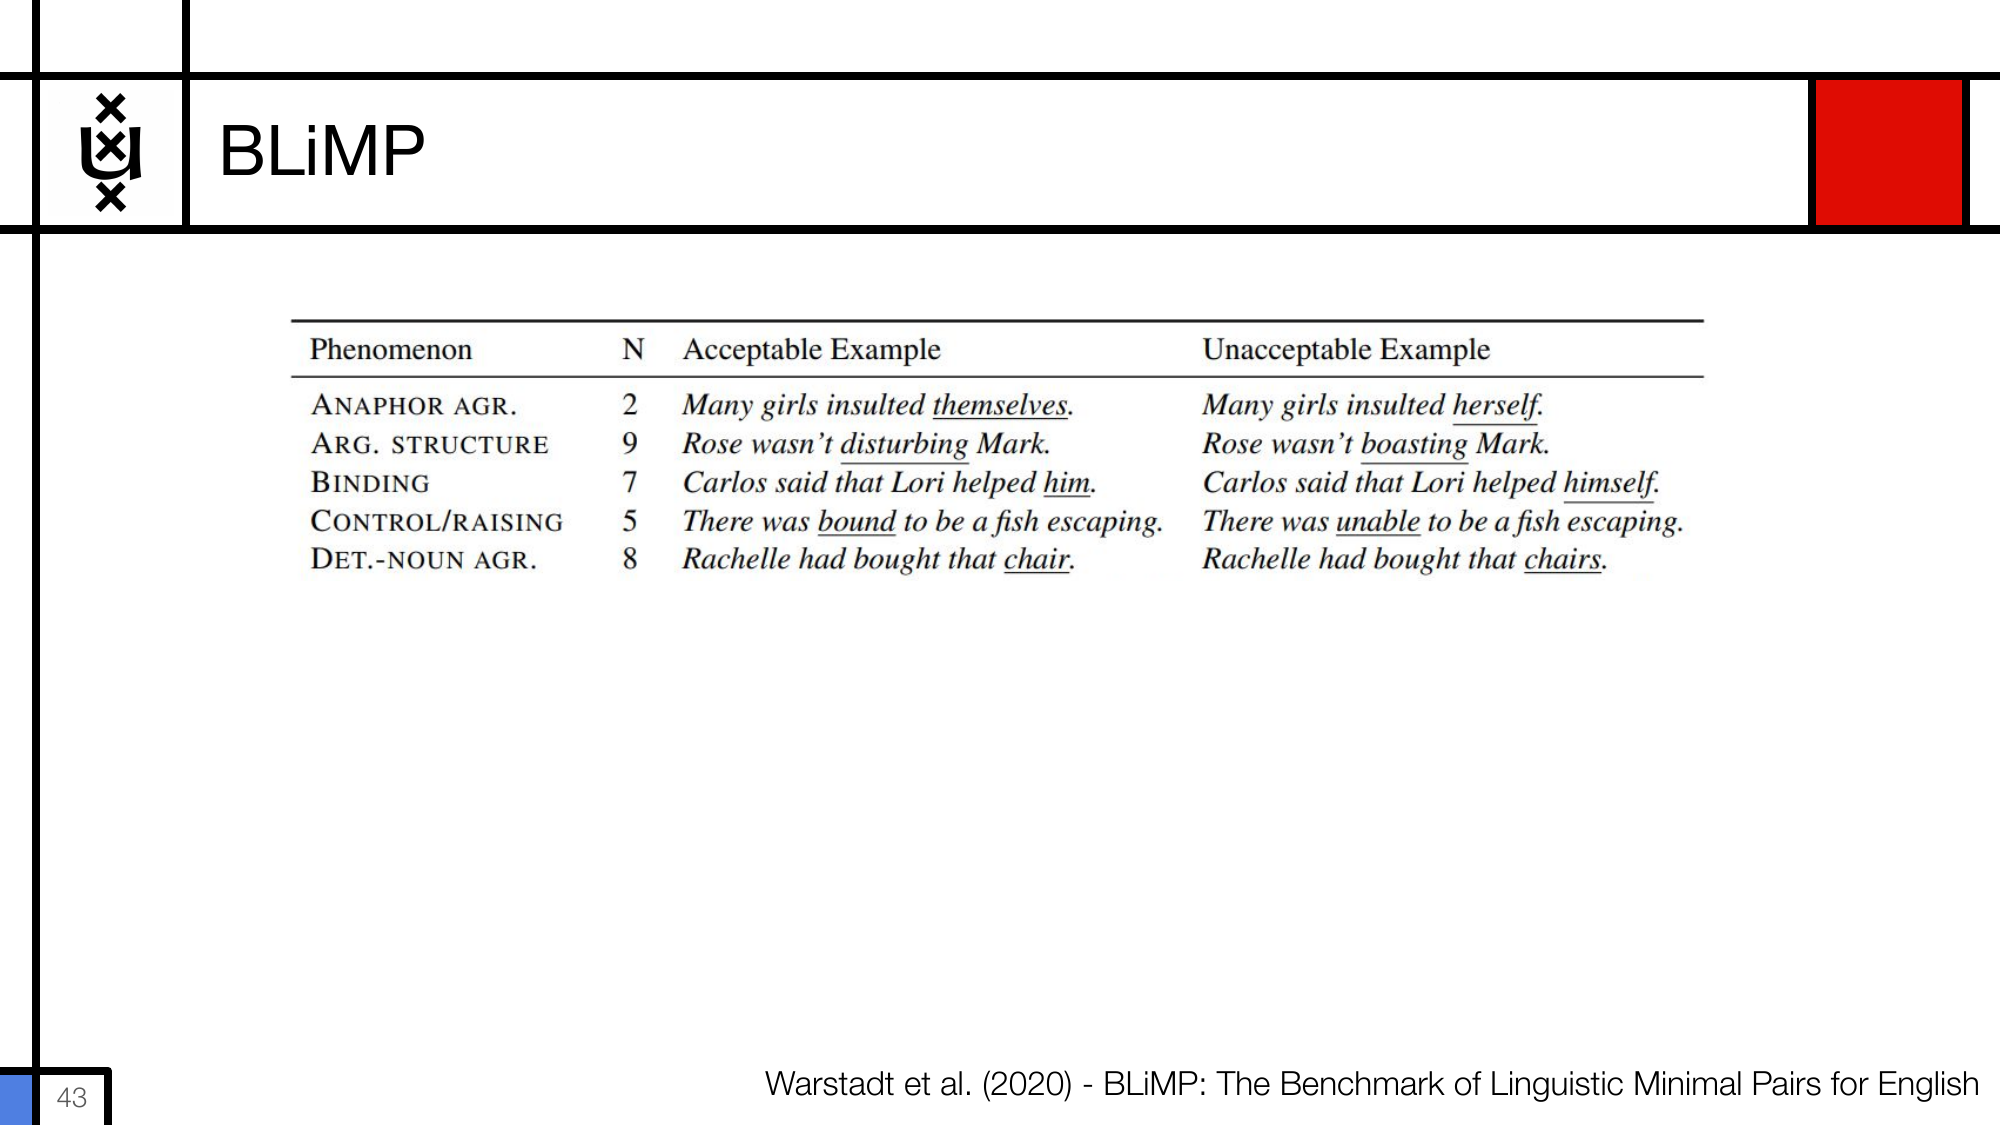 BLiMP
Phenomenon N Acceptable Example Unacceptable Example
ANAPHOR AGR. 2 Many girls insulted themselves. Many girls insulted herself.
ARG. STRUCTURE 9 Rose wasn't disturbing Mark. Rose wasn't boasting Mark.
BINDING 7 Carlos said that Lori helped him. Carlos said that Lori helped himself.
CONTROL/RAISING 5 There was bound to be a fish escaping. There was unable to be a fish escaping.
DET.-NOUN AGR. 8 Rachelle had bought that chair. Rachelle had bought that chairs.
Warstadt et al. (2020) - BLiMP: The Benchmark of Linguistic Minimal Pairs for English
43